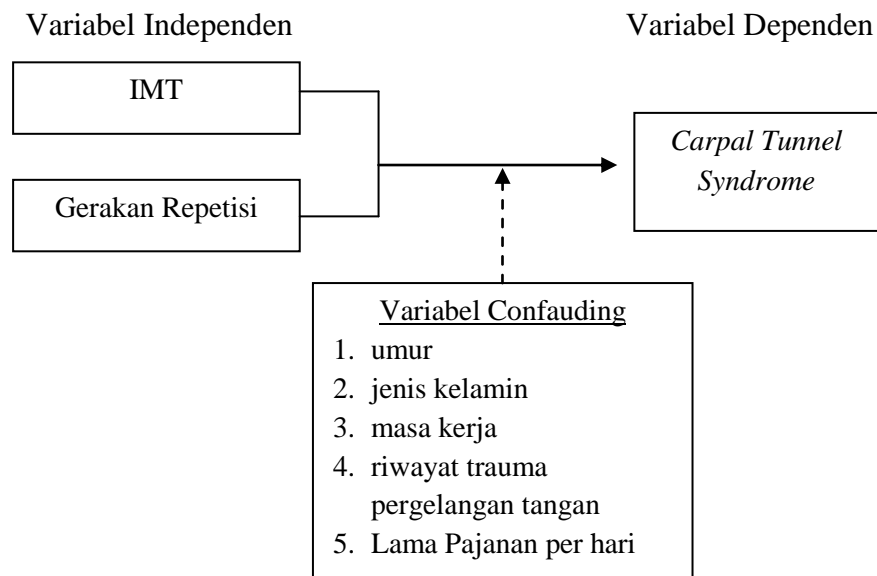 Variabel Independen
Variabel Dependen
IMT
Carpal Tunnel
Syndrome
Gerakan Repetisi
Variabel Confauding
1. umur
2. jenis kelamin
3. masa kerja
4. riwayat trauma
pergelangan tangan
5. Lama Pajanan per hari